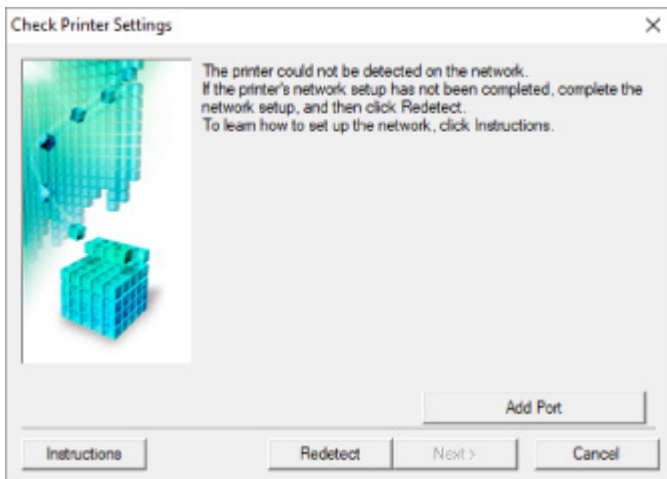 Check Printer Settings
The printer could not be detected on the network.
If the printer's network setup has not been completed, complete the
network setup, and then click Redetect.
To learn how to set up the network, click Instructions.
Add Port
Instructions
Redetect
Next >
Cancel